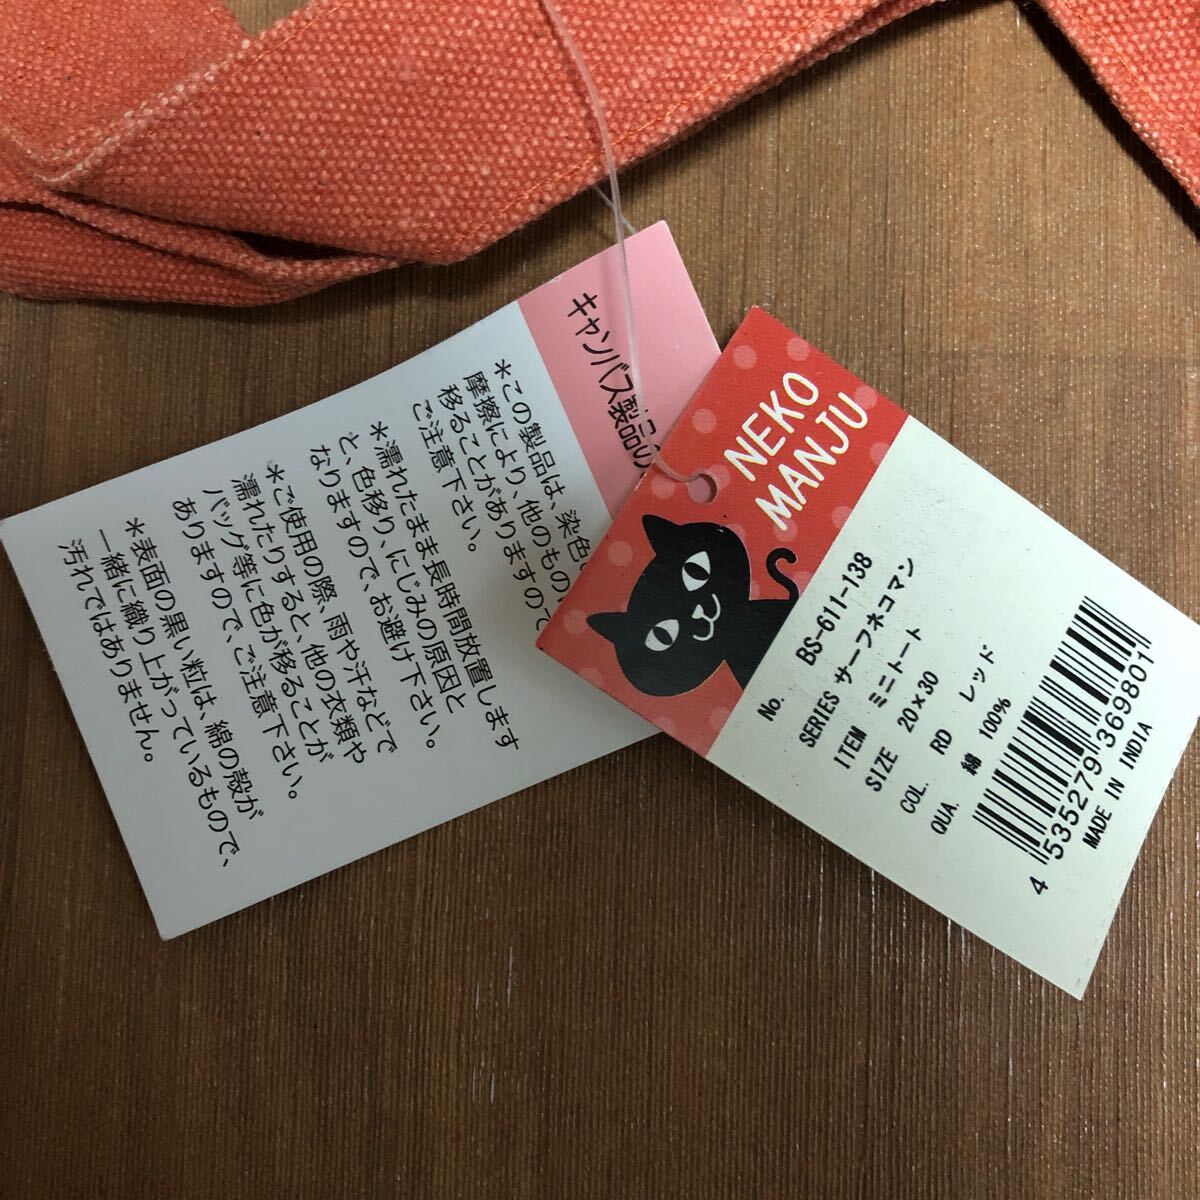 キャンバス製品の
＊この製品は、染色
摩擦により、他のもの
移ることがありますので
ご注意下さい。
＊濡れたまま長時間放置します
と、色移り、にじみの原因と
なりますので、お避け下さい。
＊ご使用の際、雨や汗などで
濡れたりすると、他の衣類や
バッグ等に色が移ることが
ありますので、ご注意下さい。
＊表面の黒い粒は、綿の殻が
一緒に織り上がっているもので、
汚れではありません。
NEKO
MANJU
No. BS-611-138
SERIES サーフネコマン
ITEM ミニトート
SIZE 20×30
COL. RD レッド
QUA. 綿 100%
4 535279 369801
MADE IN INDIA